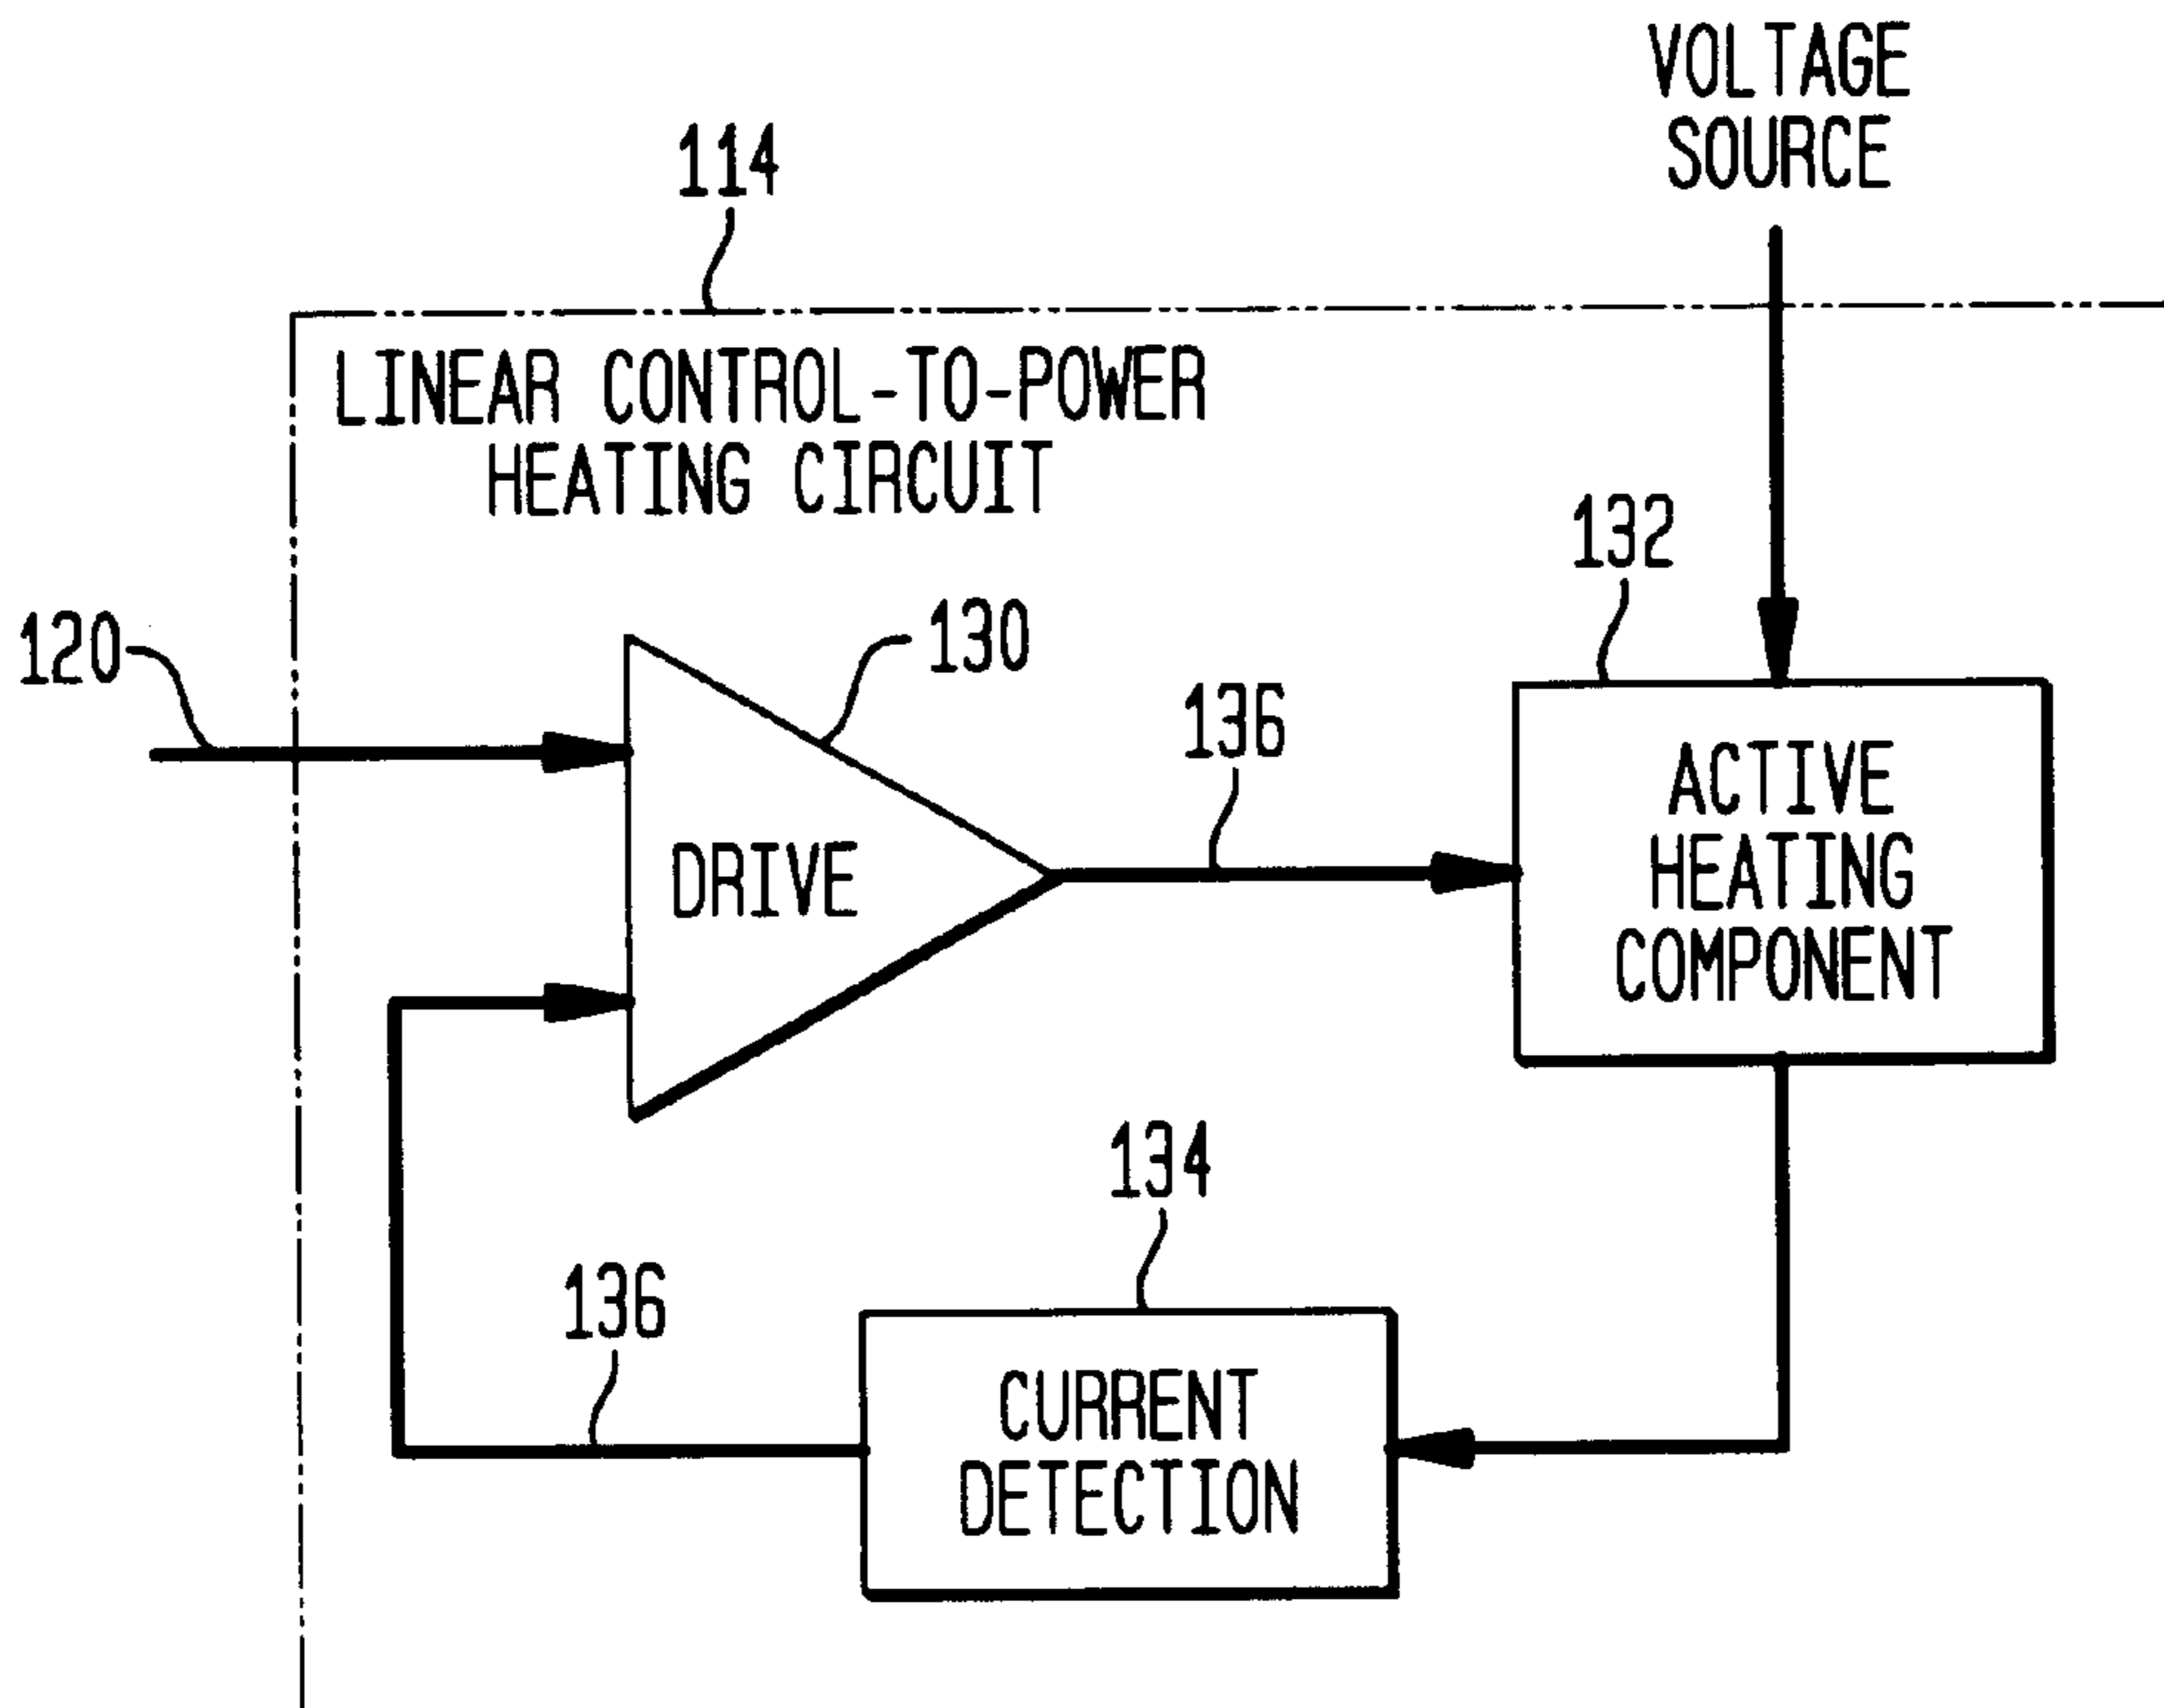 VOLTAGE
SOURCE
114
LINEAR CONTROL-TO-POWER
HEATING CIRCUIT
132
120
130
136
ACTIVE
HEATING
COMPONENT
DRIVE
134
136
CURRENT
DETECTION